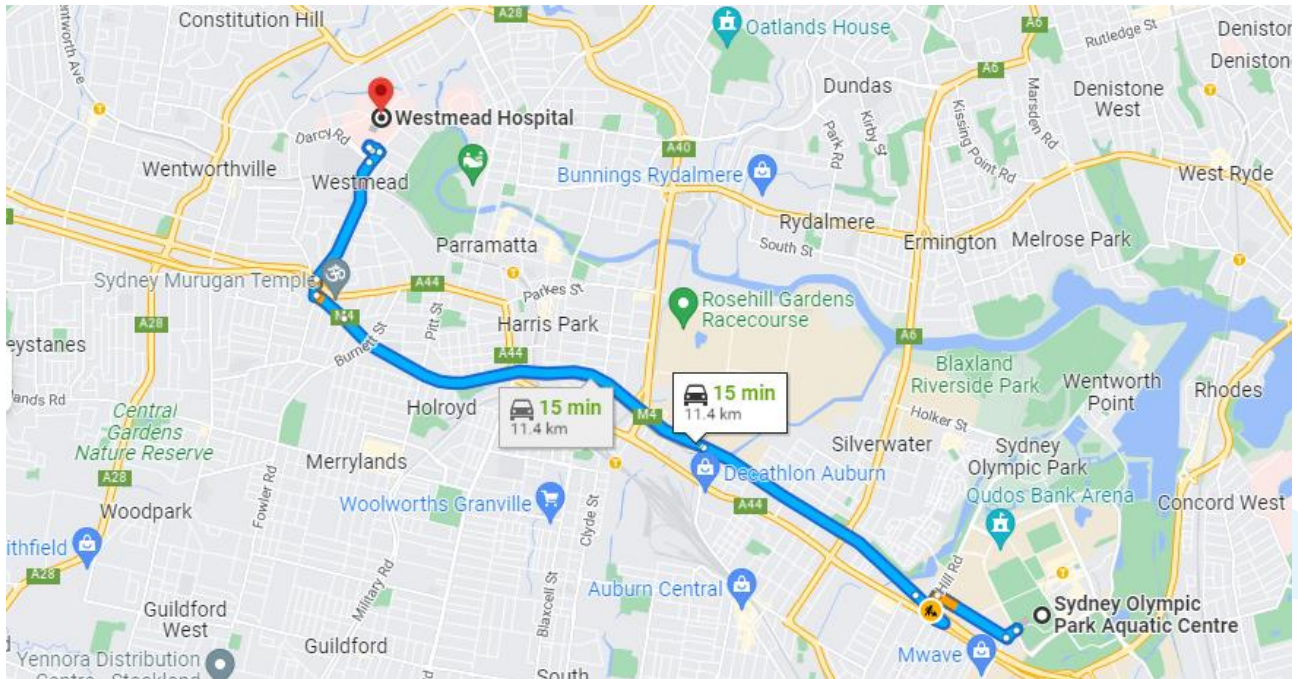 Constitution Hill
A28
Oatlands House
A6
Rutledge St
Deniston
Deniston
Dundas
A6
Denistone
West
Marsden Rd
Kissing Point Rd
Kirby St
Park Rd
Westmead Hospital
Darcy Rd
A40
Wentworthville
Westmead
Bunnings Rydalmere
West Ryde
Rydalmere
Ermington
Melrose Park
South St
Parramatta
Sydney Murugan Temple
A44
Parkes St
Pitt St
M4
Rosehill Gardens
Racecourse
Harris Park
A28
Burnett St
A44
A6
eystanes
Blaxland
Riverside Park
Wentworth
Point
Rhodes
lands Rd
Central
Gardens
Nature Reserve
Holroyd
15 min
11.4 km
15 min
11.4 km
M4
Holker St
Silverwater
Sydney
Olympic Park
Merrylands
Decathlon Auburn
A28
Fowler Rd
Woodpark
Woolworths Granville
Clyde St
A44
Qudos Bank Arena
Concord West
ithfield
A28
Military Rd
Blaxcell St
Auburn Central
Hill Rd
Guildford
West
Guildford
Sydney Olympic
Park Aquatic Centre
Mwave
Yennora Distribution
South